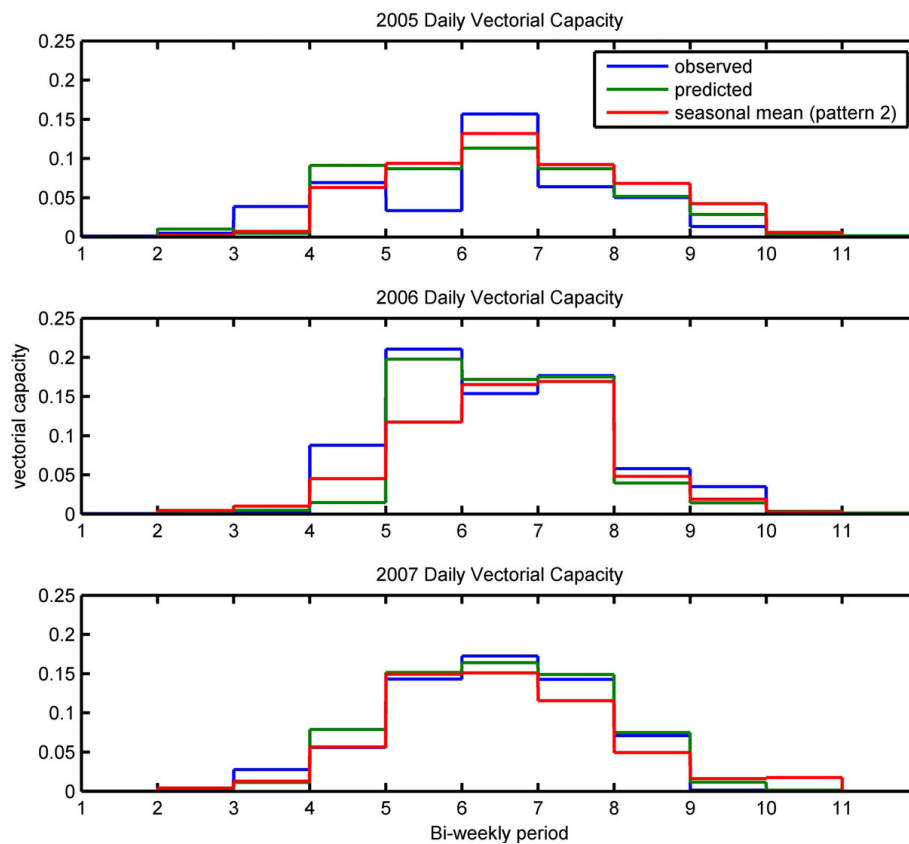 2005 Daily Vectorial Capacity
0.25
0.2
0.15
0.1
0.05
0
observed
predicted
seasonal mean (pattern 2)
1 2 3 4 5 6 7 8 9 10 11
2006 Daily Vectorial Capacity
vectorial capacity
0.25
0.2
0.15
0.1
0.05
0
1 2 3 4 5 6 7 8 9 10 11
2007 Daily Vectorial Capacity
0.25
0.2
0.15
0.1
0.05
0
1 2 3 4 5 6 7 8 9 10 11
Bi-weekly period